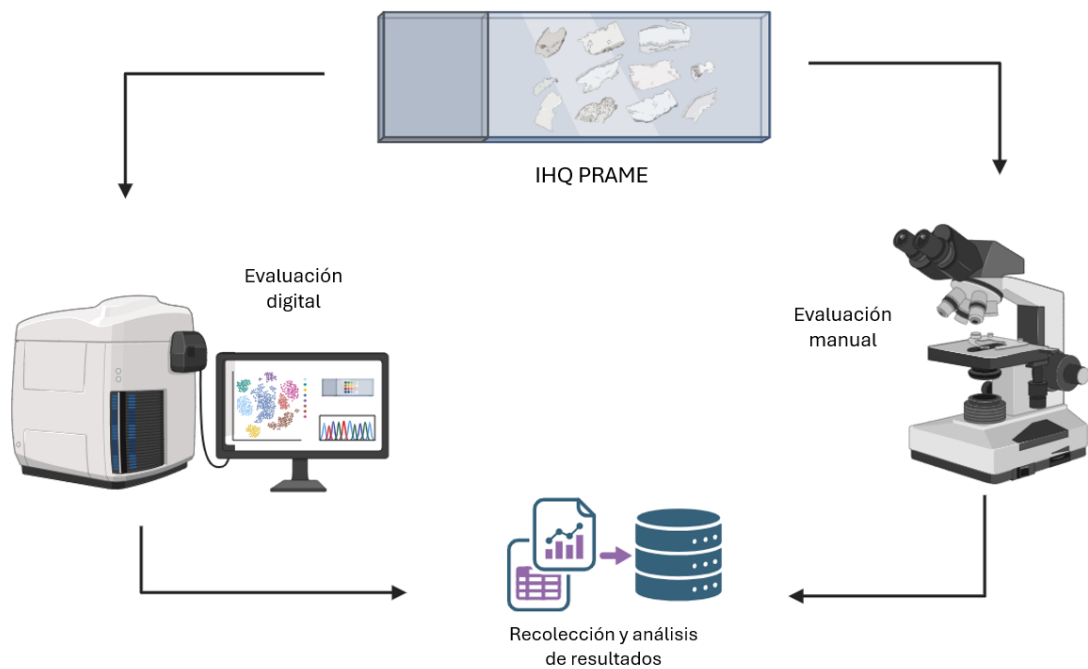 IHQ PRAME
Evaluación
digital
Evaluación
manual
Recolección y análisis
de resultados